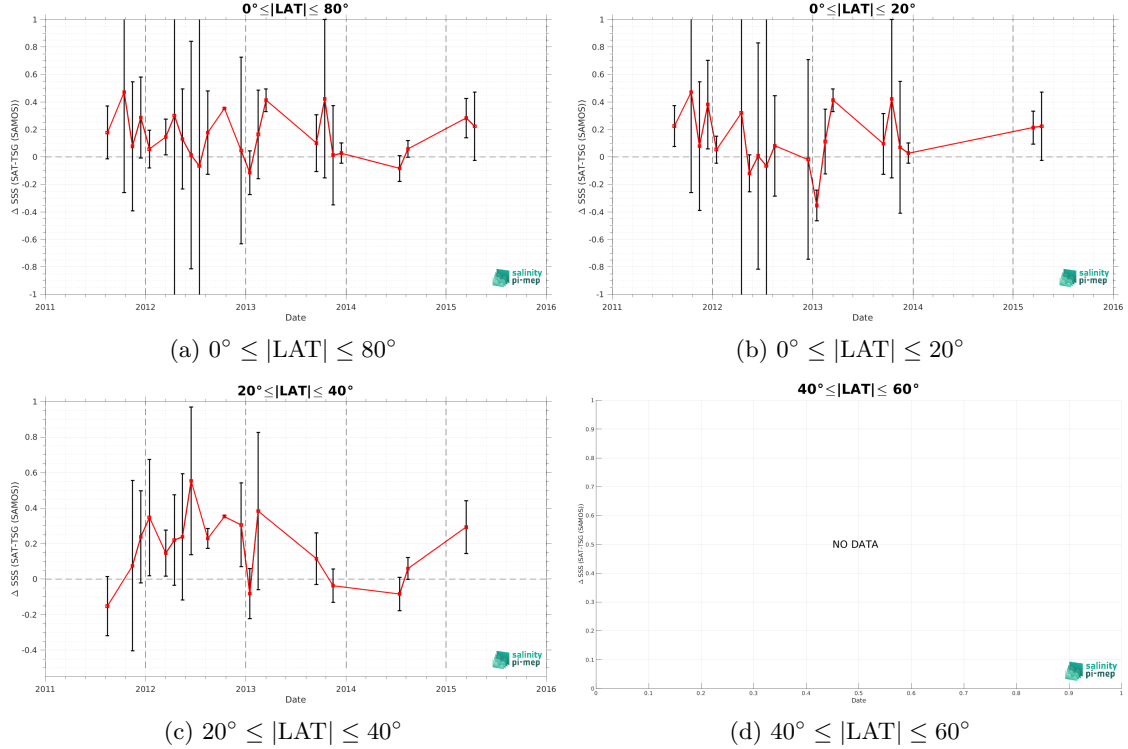 0°≤|LAT|≤ 80°
Δ SSS (SAT-TSG (SAMOS))
1
0.8
0.6
0.4
0.2
0
-0.2
-0.4
-0.6
-0.8
-1
2011 2012 2013 2014 2015 2016
Date
salinity
pi-mep
(a) 0° ≤ |LAT| ≤ 80°
0°≤|LAT|≤ 20°
Δ SSS (SAT-TSG (SAMOS))
1
0.8
0.6
0.4
0.2
0
-0.2
-0.4
-0.6
-0.8
-1
2011 2012 2013 2014 2015 2016
Date
salinity
pi-mep
(b) 0° ≤ |LAT| ≤ 20°
20°≤|LAT|≤ 40°
Δ SSS (SAT-TSG (SAMOS))
1
0.8
0.6
0.4
0.2
0
-0.2
-0.4
2011 2012 2013 2014 2015 2016
Date
salinity
pi-mep
(c) 20° ≤ |LAT| ≤ 40°
40°≤|LAT|≤ 60°
Δ SSS (SAT-TSG (SAMOS))
1
0.9
0.8
0.7
0.6
0.5
0.4
0.3
0.2
0.1
0
NO DATA
0 0.1 0.2 0.3 0.4 0.5 0.6 0.7 0.8 0.9 1
Date
salinity
pi-mep
(d) 40° ≤ |LAT| ≤ 60°